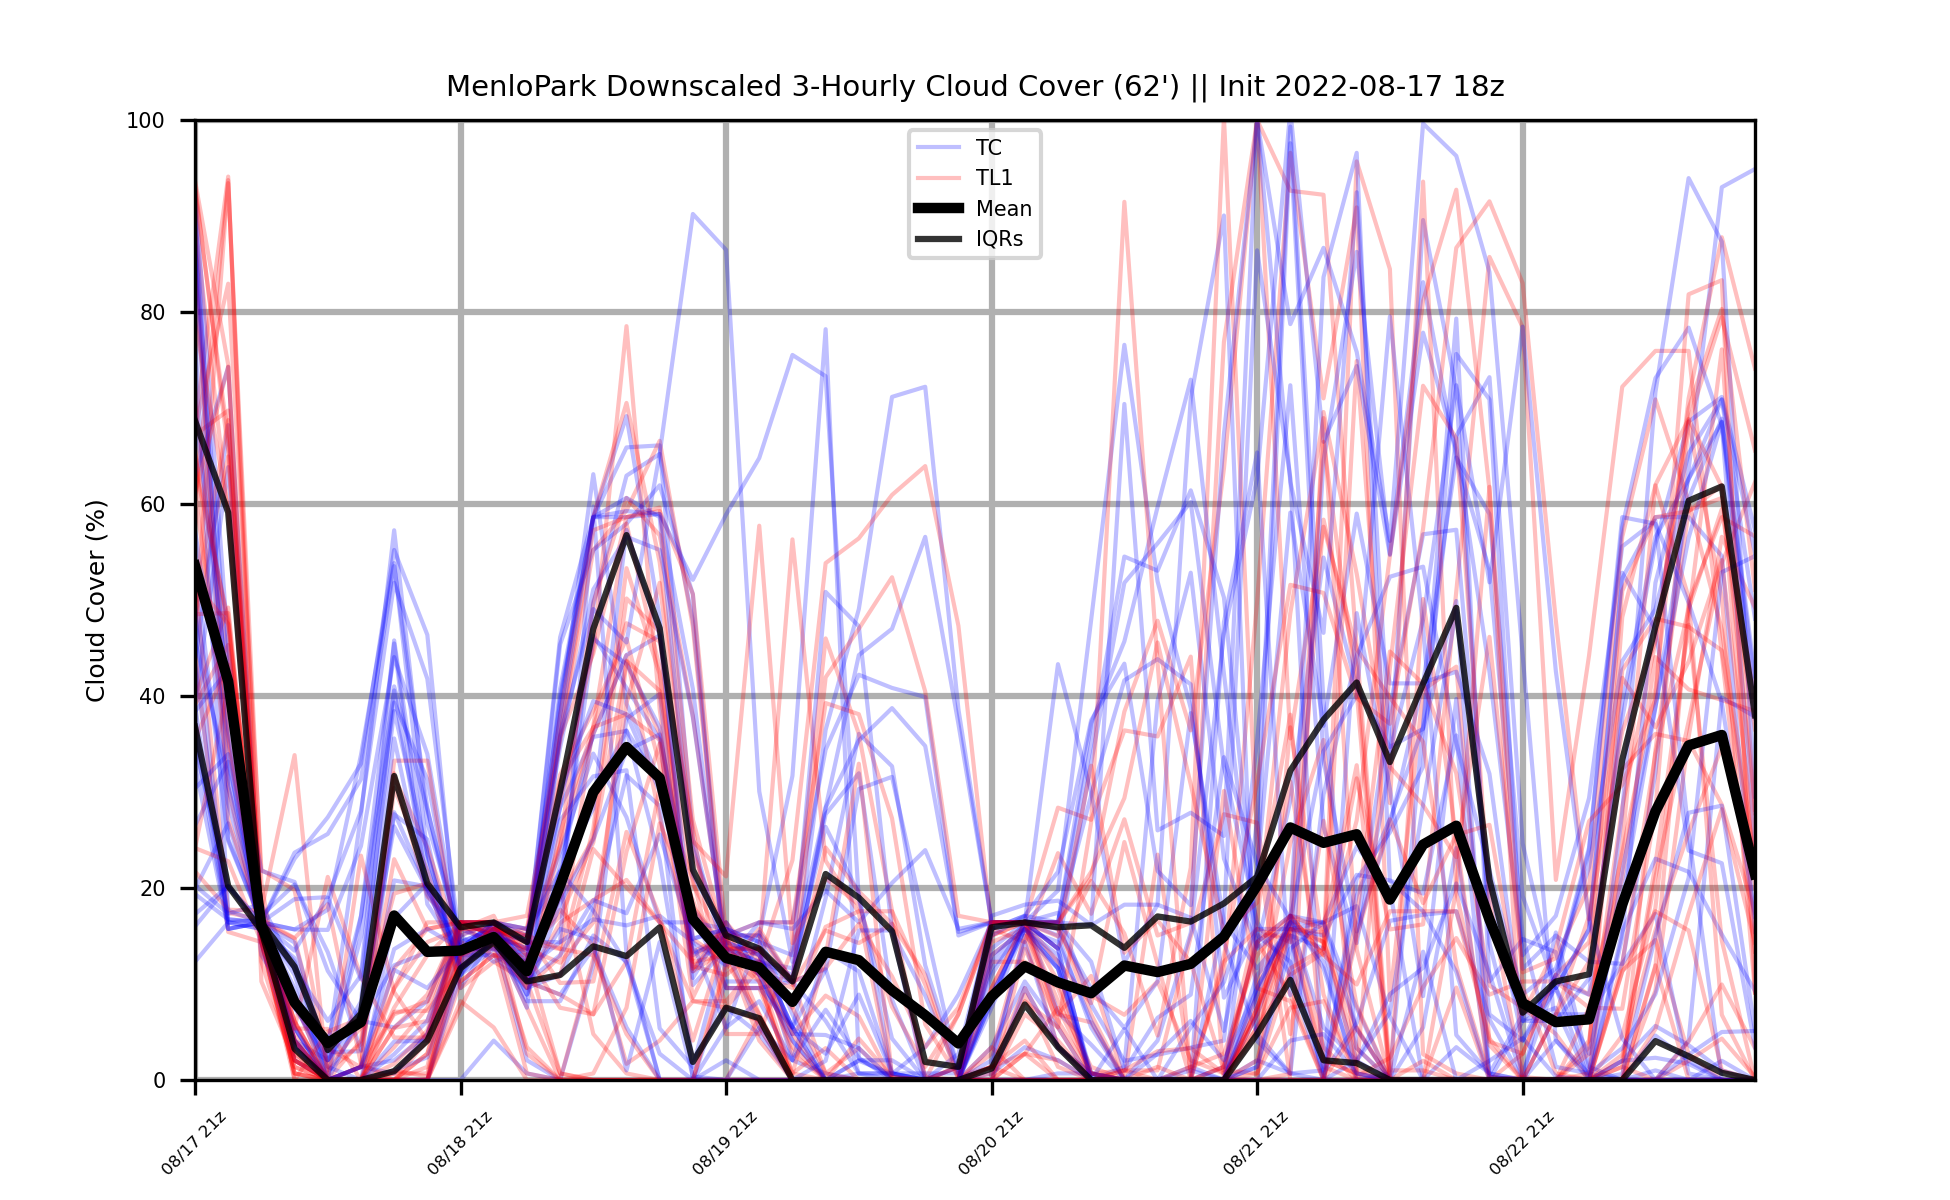 MenloPark Downscaled 3-Hourly Cloud Cover (62') || Init 2022-08-17 18z
TC
TL1
Mean
IQRs
Cloud Cover (%)
100
80
60
40
20
0
08/17 21z
08/18 21z
08/19 21z
08/20 21z
08/21 21z
08/22 21z